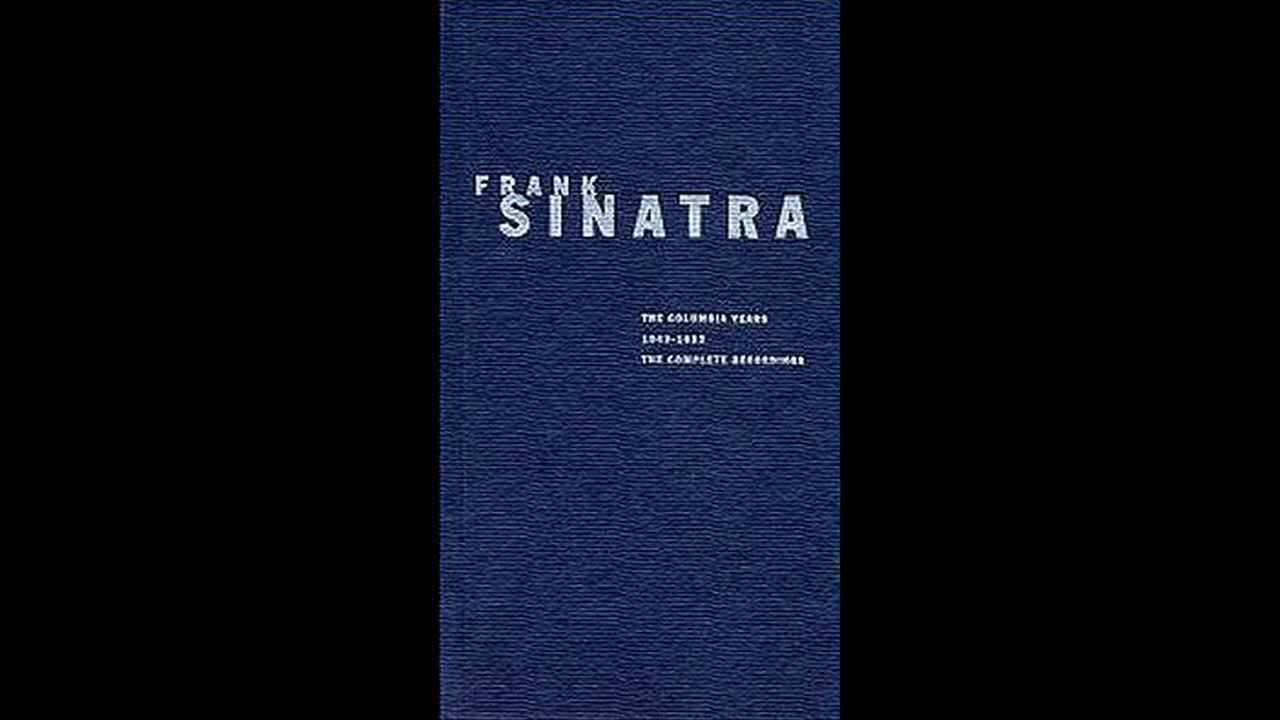 FRANK
SINATRA
THE COLUMBIA YEARS
1943-1952
THE COMPLETE RECORDINGS